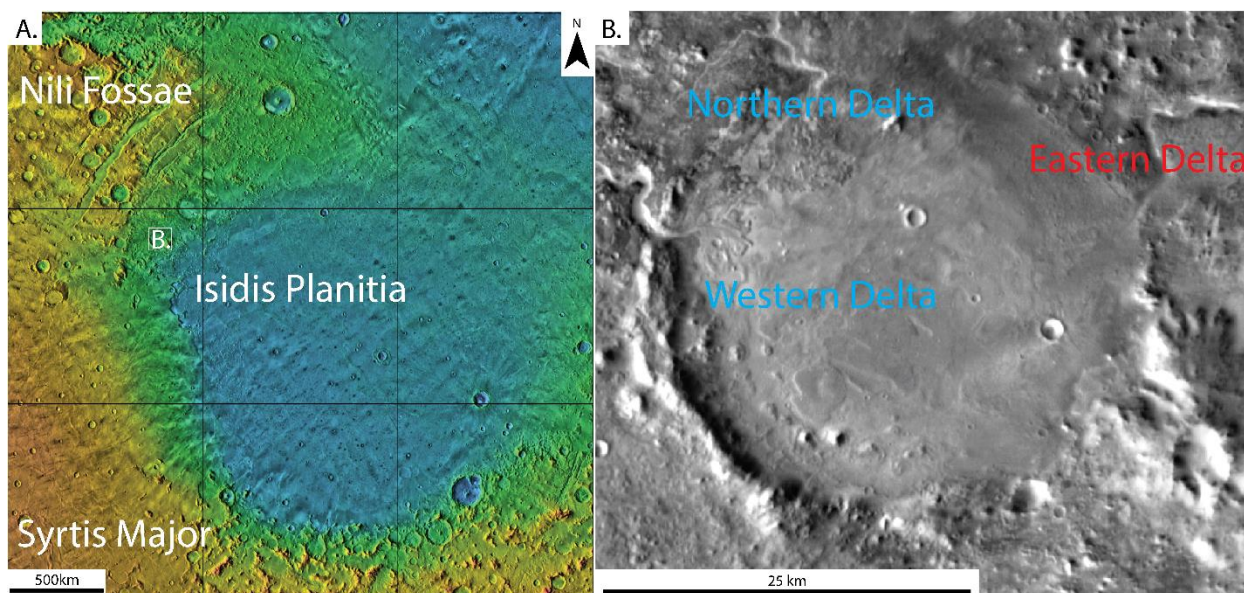 A.
N
Nili Fossae
B.
Isidis Planitia
Syrtis Major
500km
B.
Northern Delta
Eastern Delta
Western Delta
25 km